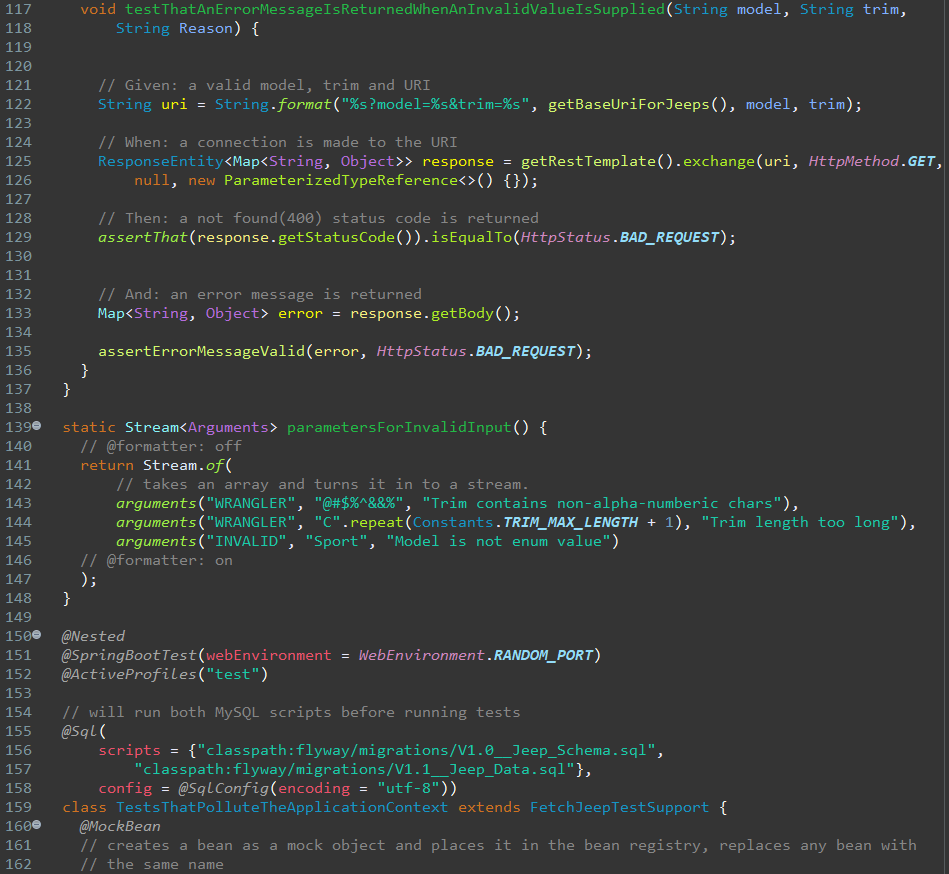 117 void testThatAnErrorMessageIsReturnedWhenAnInvalidValueIsSupplied(String model, String trim,
118 String Reason) {
119
120
121 // Given: a valid model, trim and URI
122 String uri = String.format("%s?model=%s&trim=%s", getBaseUriForJeeps(), model, trim);
123
124 // When: a connection is made to the URI
125 ResponseEntity<Map<String, Object>> response = getRestTemplate().exchange(uri, HttpMethod.GET,
126 null, new ParameterizedTypeReference<>() {});
127
128 // Then: a not found(400) status code is returned
129 assertThat(response.getStatusCode()).isEqualTo(HttpStatus.BAD_REQUEST);
130
131
132 // And: an error message is returned
133 Map<String, Object> error = response.getBody();
134
135 assertErrorMessageValid(error, HttpStatus.BAD_REQUEST);
136 }
137 }
138
139 static Stream<Arguments> parametersForInvalidInput() {
140 // @formatter: off
141 return Stream.of(
142 // takes an array and turns it in to a stream.
143 arguments("WRANGLER", "@#$%^&&%", "Trim contains non-alpha-numberic chars"),
144 arguments("WRANGLER", "C".repeat(Constants.TRIM_MAX_LENGTH + 1), "Trim length too long"),
145 arguments("INVALID", "Sport", "Model is not enum value")
146 // @formatter: on
147 );
148 }
149
150 @Nested
151 @SpringBootTest(webEnvironment = WebEnvironment.RANDOM_PORT)
152 @ActiveProfiles("test")
153
154 // will run both MySQL scripts before running tests
155 @Sql(
156 scripts = {"classpath:flyway/migrations/V1.0__Jeep_Schema.sql",
157 "classpath:flyway/migrations/V1.1__Jeep_Data.sql"},
158 config = @SqlConfig(encoding = "utf-8"))
159 class TestsThatPolluteTheApplicationContext extends FetchJeepTestSupport {
160 @MockBean
161 // creates a bean as a mock object and places it in the bean registry, replaces any bean with
162 // the same name